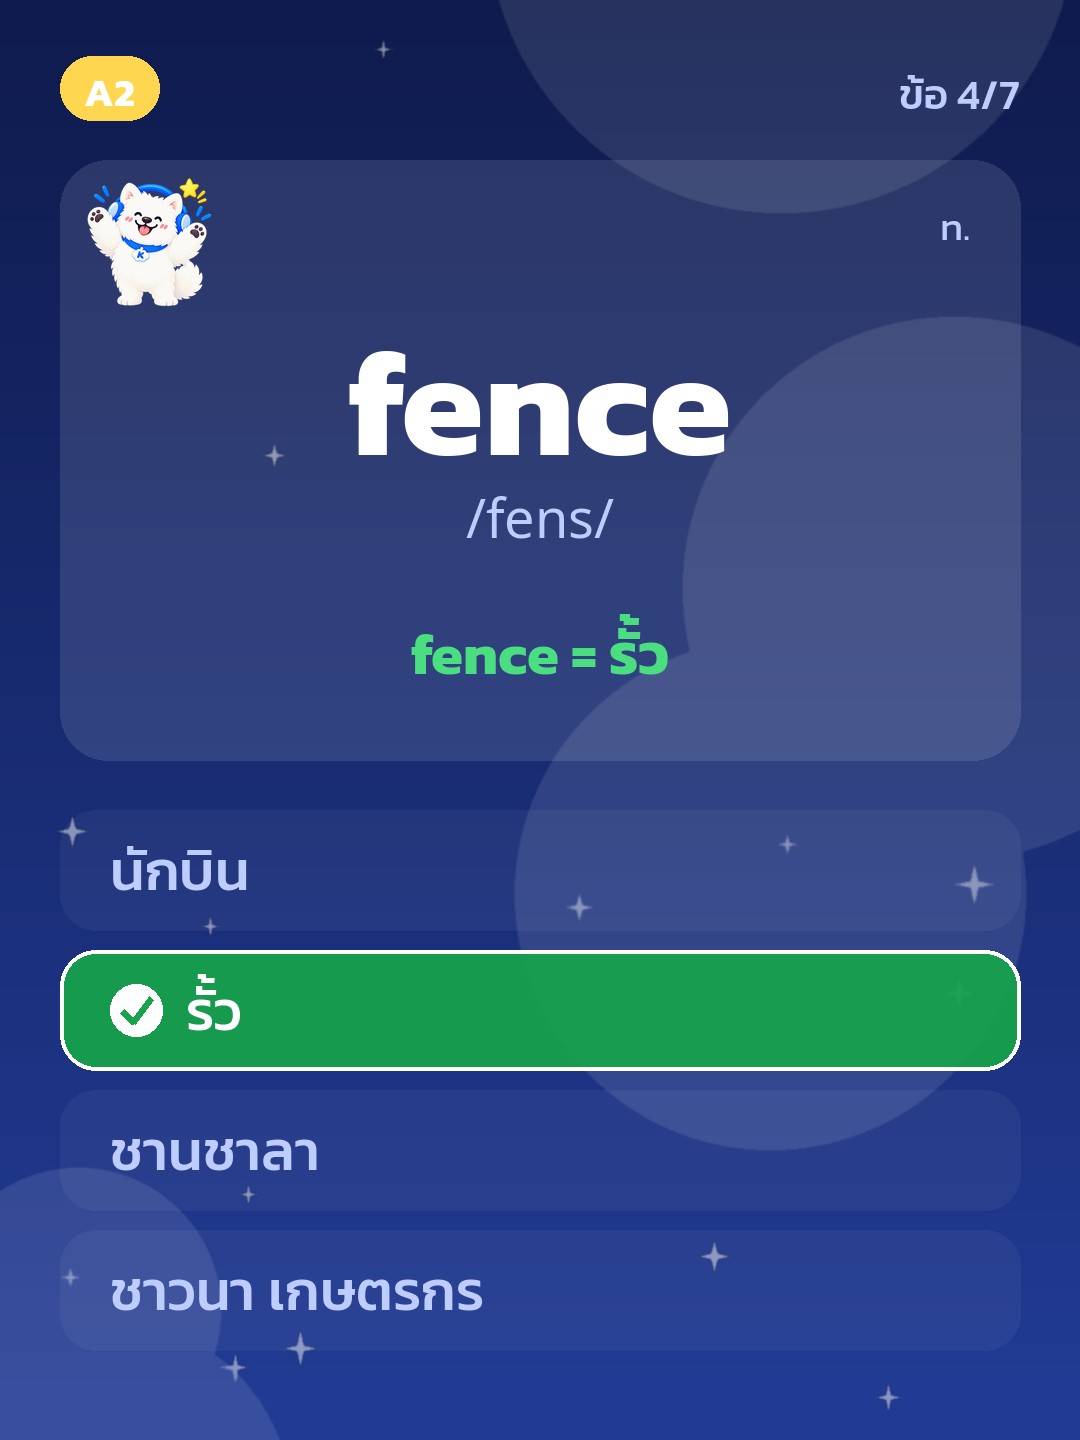 A2
ข้อ 4/7
n.
fence
/fens/
fence = รั้ว
นักบิน
รั้ว
ชานชาลา
ชาวนา เกษตรกร